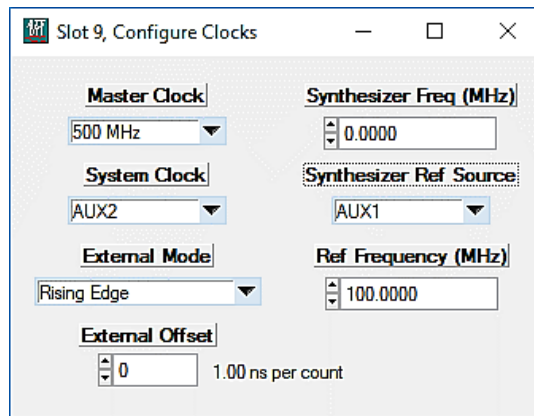 Slot 9, Configure Clocks
Master Clock
Synthesizer Freq (MHz)
500 MHz
0.0000
System Clock
Synthesizer Ref Source
AUX2
AUX1
External Mode
Ref Frequency (MHz)
Rising Edge
100.0000
External Offset
0
1.00 ns per count